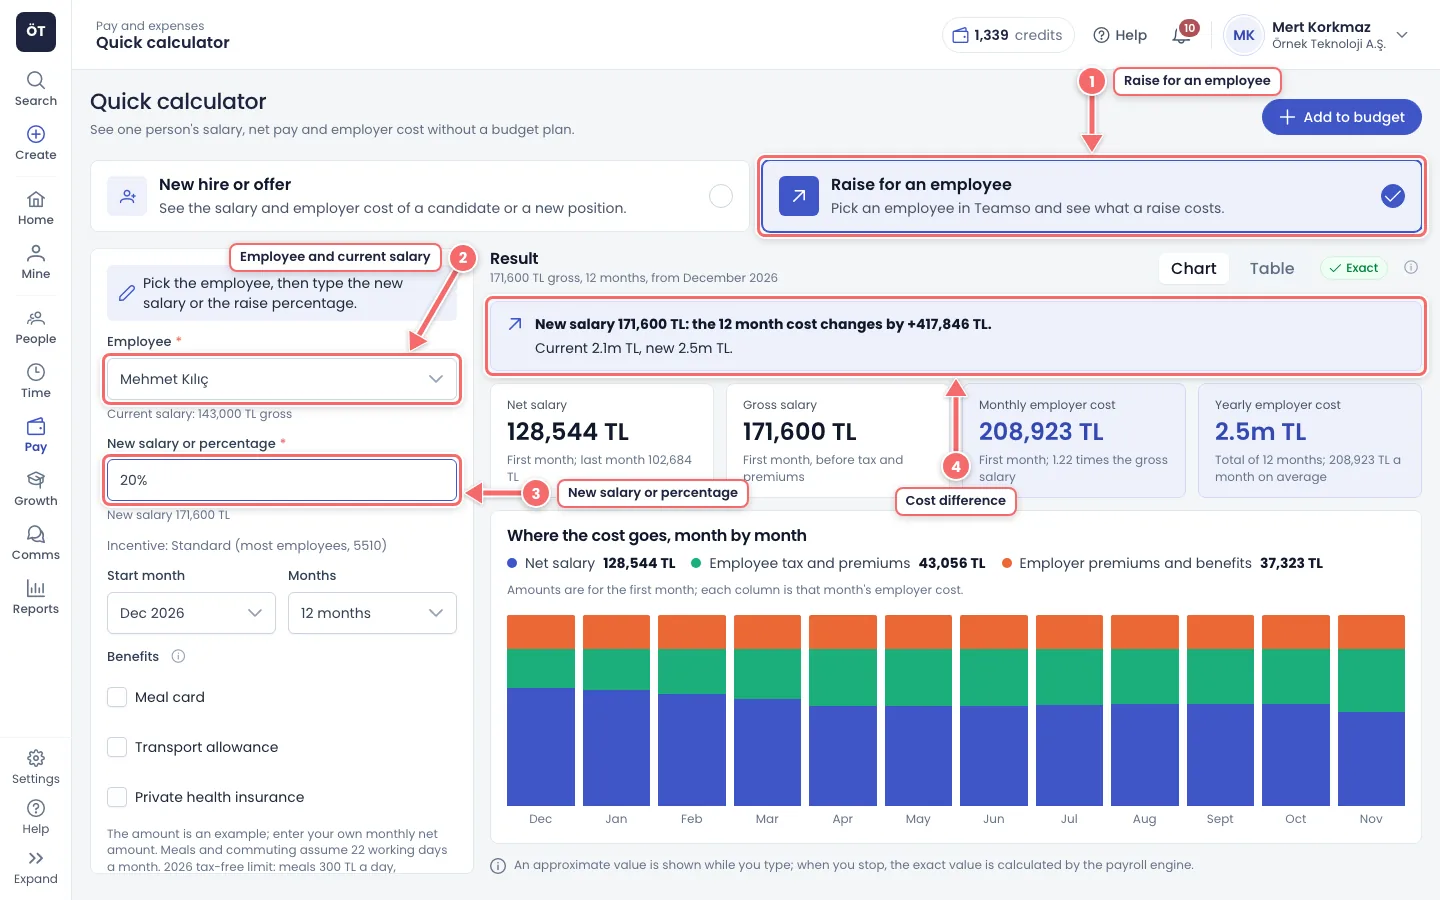 ÖT
Search
Create
Home
Mine
People
Time
Pay
Growth
Comms
Reports
Settings
Help
Expand
Pay and expenses
Quick calculator
1,339 credits
Help
10
MK
Mert Korkmaz
Örnek Teknoloji A.Ş.
Quick calculator
See one person's salary, net pay and employer cost without a budget plan.
1
Raise for an employee
Add to budget
New hire or offer
See the salary and employer cost of a candidate or a new position.
Raise for an employee
Pick an employee in Teamso and see what a raise costs.
Employee and current salary
2
Pick the employee, then type the new
salary or the raise percentage.
Employee *
Mehmet Kılıç
Current salary: 143,000 TL gross
New salary or percentage *
20%
3
New salary or percentage
New salary 171,600 TL
Incentive: Standard (most employees, 5510)
Start month
Months
Dec 2026
12 months
Benefits
Meal card
Transport allowance
Private health insurance
The amount is an example; enter your own monthly net
amount. Meals and commuting assume 22 working days
a month. 2026 tax-free limit: meals 300 TL a day,
Result
171,600 TL gross, 12 months, from December 2026
Chart
Table
Exact
New salary 171,600 TL: the 12 month cost changes by +417,846 TL.
Current 2.1m TL, new 2.5m TL.
Net salary
128,544 TL
First month; last month 102,684
TL
Gross salary
171,600 TL
First month, before tax and
premiums
4
Cost difference
Monthly employer cost
208,923 TL
First month; 1.22 times the gross
salary
Yearly employer cost
2.5m TL
Total of 12 months; 208,923 TL a
month on average
Where the cost goes, month by month
Net salary 128,544 TL
Employee tax and premiums 43,056 TL
Employer premiums and benefits 37,323 TL
Amounts are for the first month; each column is that month's employer cost.
Dec Jan Feb Mar Apr May Jun Jul Aug Sept Oct Nov
An approximate value is shown while you type; when you stop, the exact value is calculated by the payroll engine.